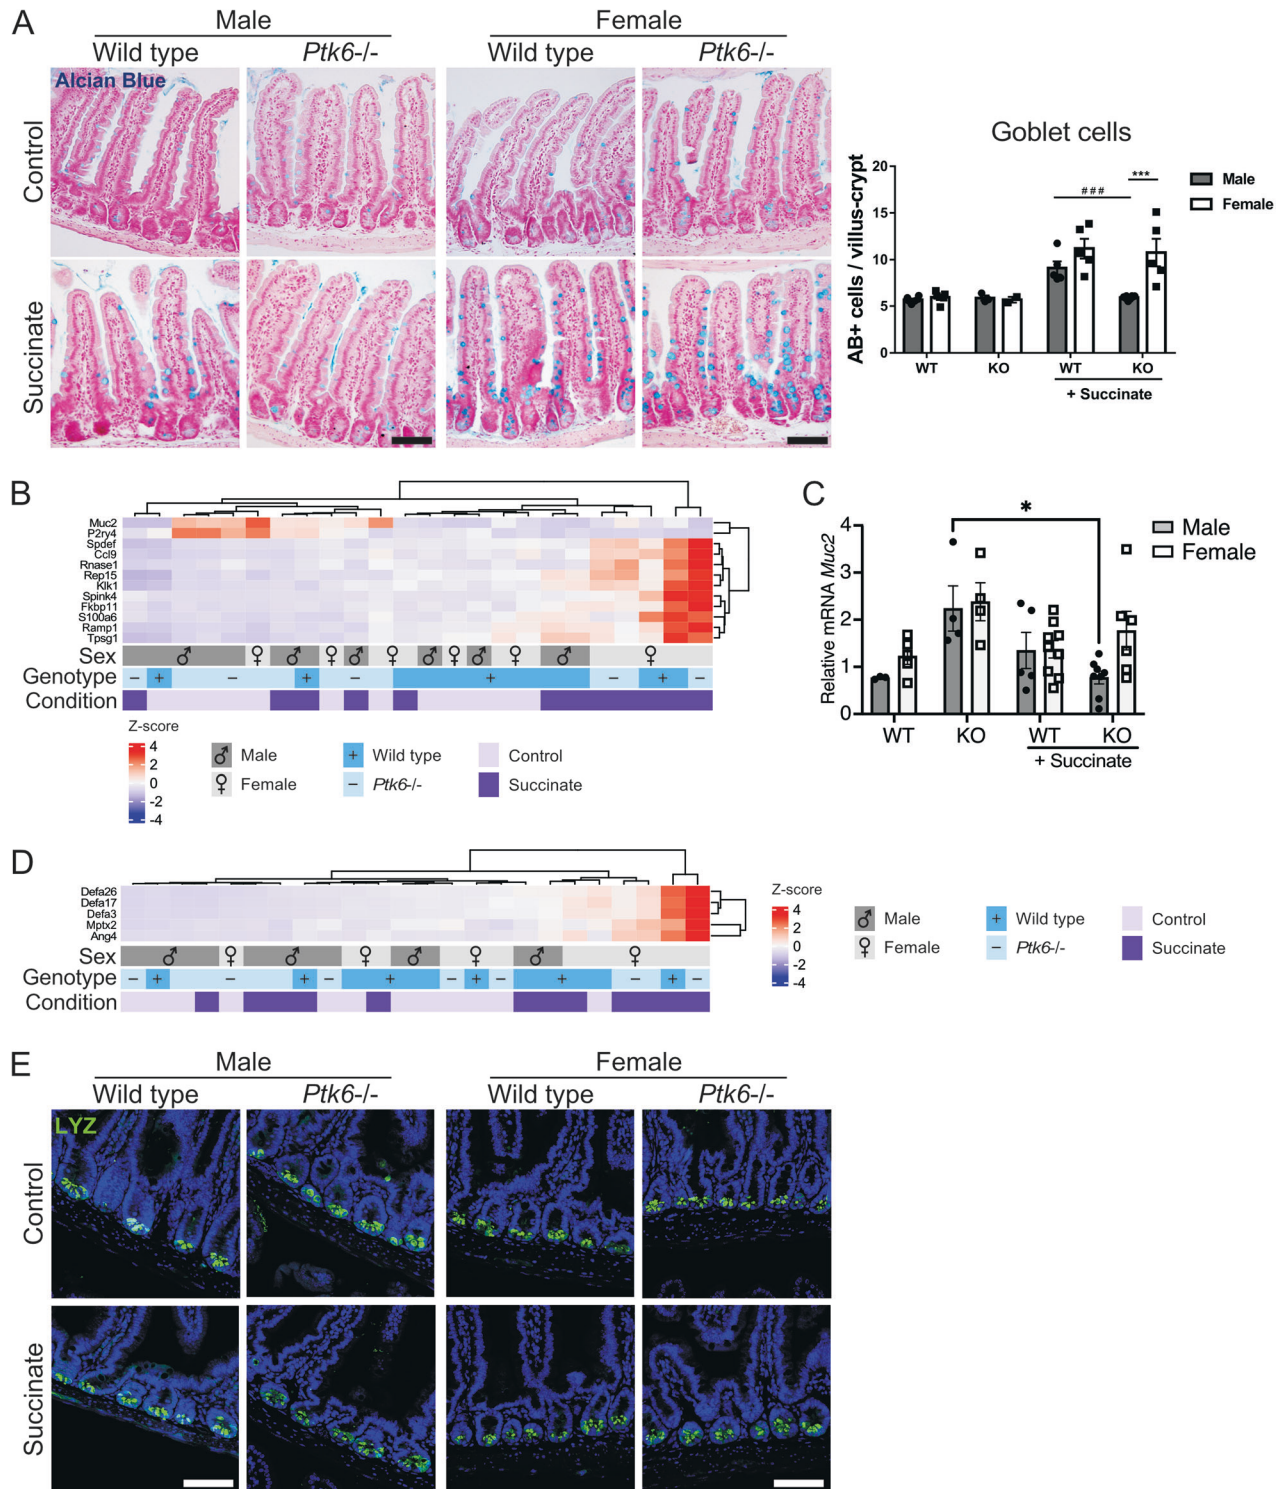 A
Male
Female
Wild type
Ptk6-/-
Wild type
Ptk6-/-
Alcian Blue
Control
Succinate
Goblet cells
AB+ cells / villus-crypt
20
15
10
5
0
###
***
Male
Female
WT
KO
WT
KO
+ Succinate
B
Muc2
P2ry4
Spdef
Ccl9
Rnase1
Rep15
Klk1
Spink4
Fkbp11
S100a6
Ramp1
Tpsg1
Sex
♂ ♀ ♂ ♀ ♂ ♀ ♂ ♀ ♂ ♀ ♂ ♀
Genotype
− + − + − + − + −
Condition
Z-score
4
2
0
-2
-4
♂ Male
♀ Female
+ Wild type
− Ptk6-/-
Control
Succinate
C
Relative mRNA Muc2
4
3
2
1
0
*
Male
Female
WT
KO
WT
KO
+ Succinate
D
Defa26
Defa17
Defa3
Mptx2
Ang4
Sex
♂ ♀ ♂ ♀ ♂ ♀ ♂ ♀
Genotype
− + − + − + − + − + − + −
Condition
Z-score
4
2
0
-2
-4
♂ Male
♀ Female
+ Wild type
− Ptk6-/-
Control
Succinate
E
Male
Female
Wild type
Ptk6-/-
Wild type
Ptk6-/-
LYZ
Control
Succinate